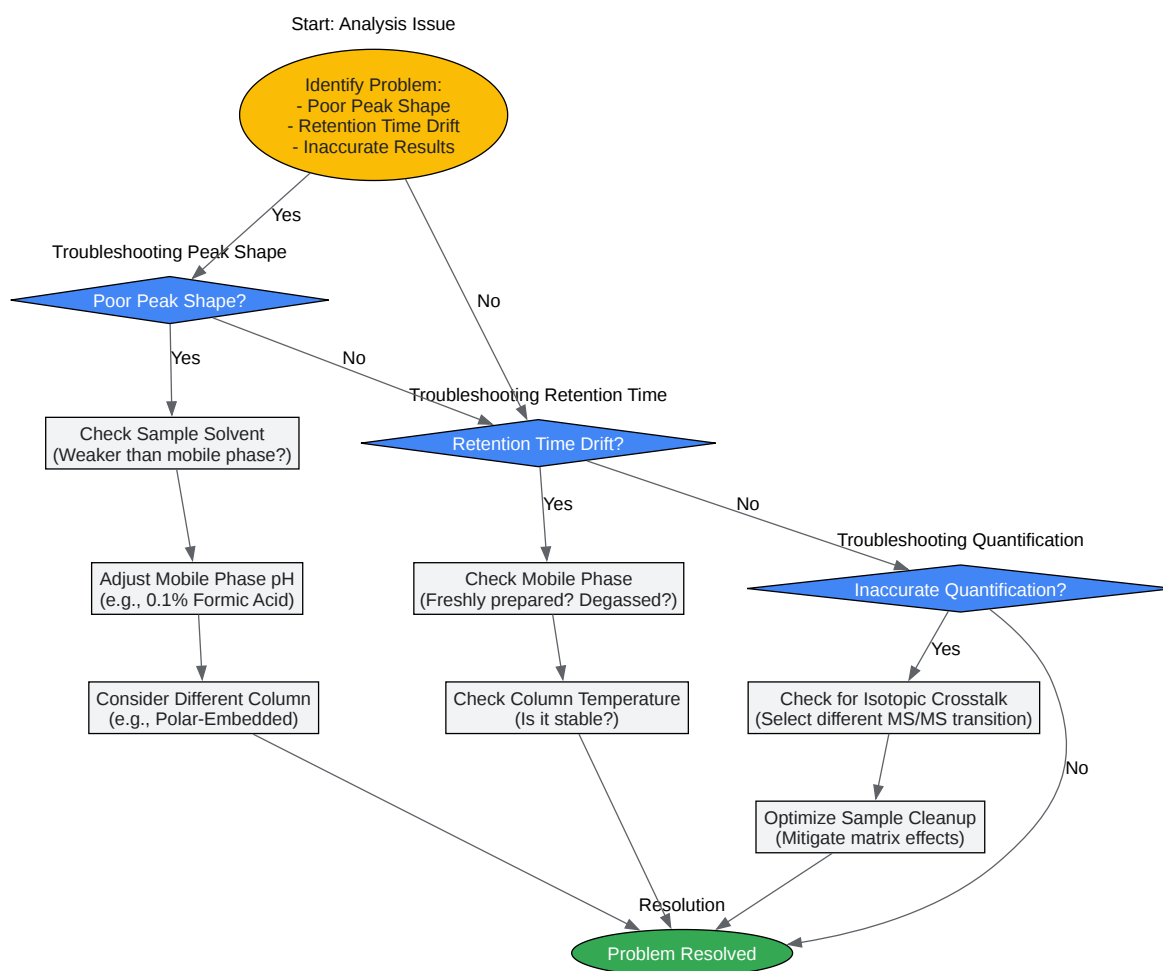 Start: Analysis Issue
Identify Problem:
- Poor Peak Shape
- Retention Time Drift
- Inaccurate Results
Yes
Troubleshooting Peak Shape
Poor Peak Shape?
No
Yes
No
Troubleshooting Retention Time
Check Sample Solvent
(Weaker than mobile phase?)
Retention Time Drift?
Yes
No
Troubleshooting Quantification
Adjust Mobile Phase pH
(e.g., 0.1% Formic Acid)
Check Mobile Phase
(Freshly prepared? Degassed?)
Inaccurate Quantification?
Yes
Consider Different Column
(e.g., Polar-Embedded)
Check Column Temperature
(Is it stable?)
Check for Isotopic Crosstalk
(Select different MS/MS transition)
No
Optimize Sample Cleanup
(Mitigate matrix effects)
Resolution
Problem Resolved